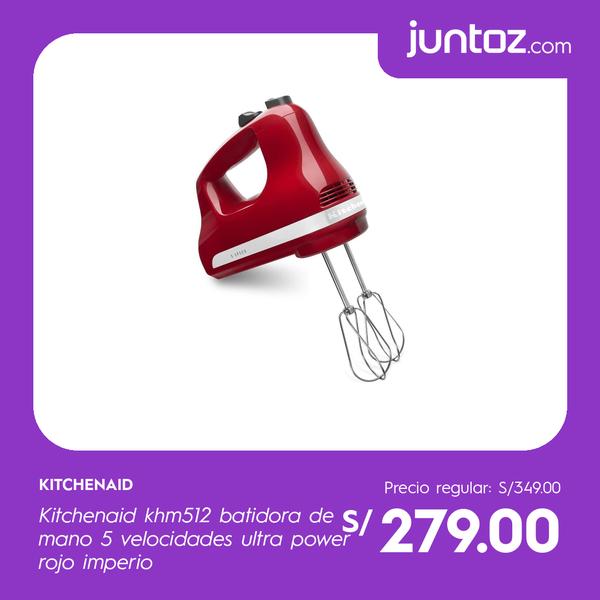 juntoz.com
KitchenA
KITCHENAID
Kitchenaid khm512 batidora de
mano 5 velocidades ultra power
rojo imperio
Precio regular: S/349.00
S/ 279.00